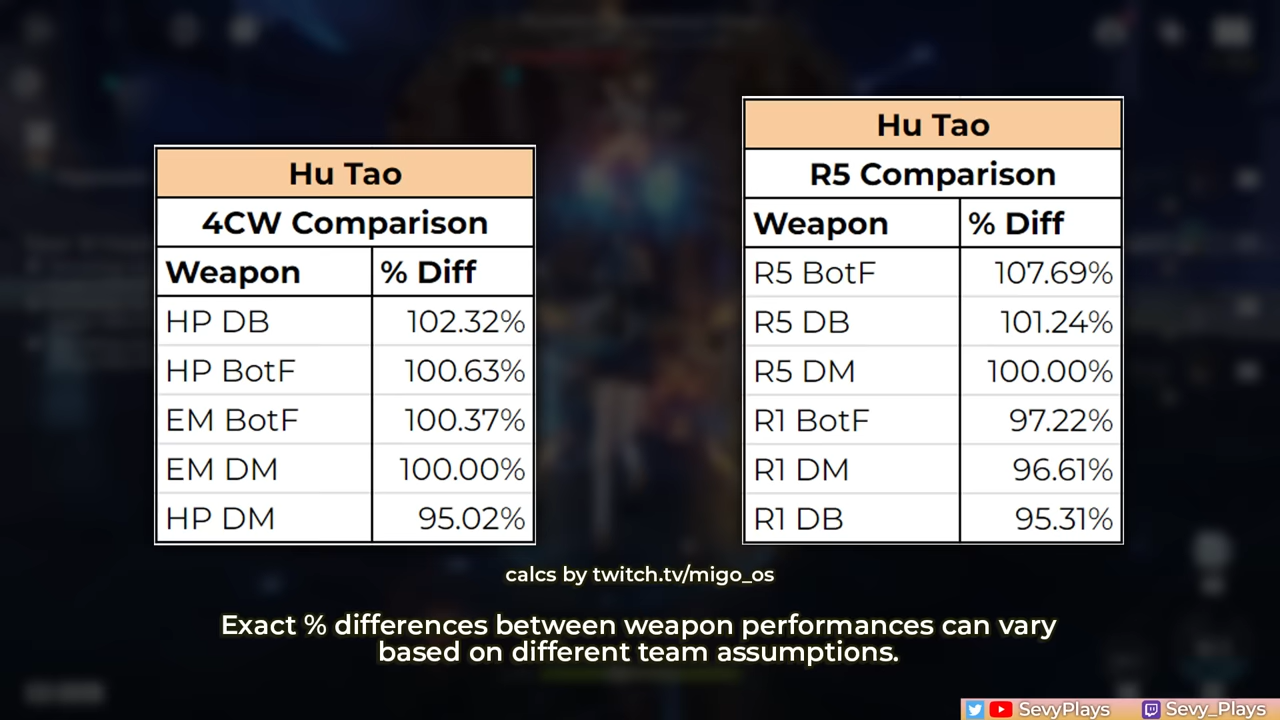 Hu Tao
4CW Comparison
Weapon % Diff
HP DB 102.32%
HP BotF 100.63%
EM BotF 100.37%
EM DM 100.00%
HP DM 95.02%
Hu Tao
R5 Comparison
Weapon % Diff
R5 BotF 107.69%
R5 DB 101.24%
R5 DM 100.00%
R1 BotF 97.22%
R1 DM 96.61%
R1 DB 95.31%
calcs by twitch.tv/migo_os
Exact % differences between weapon performances can vary
based on different team assumptions.
SevyPlays Sevy_Plays